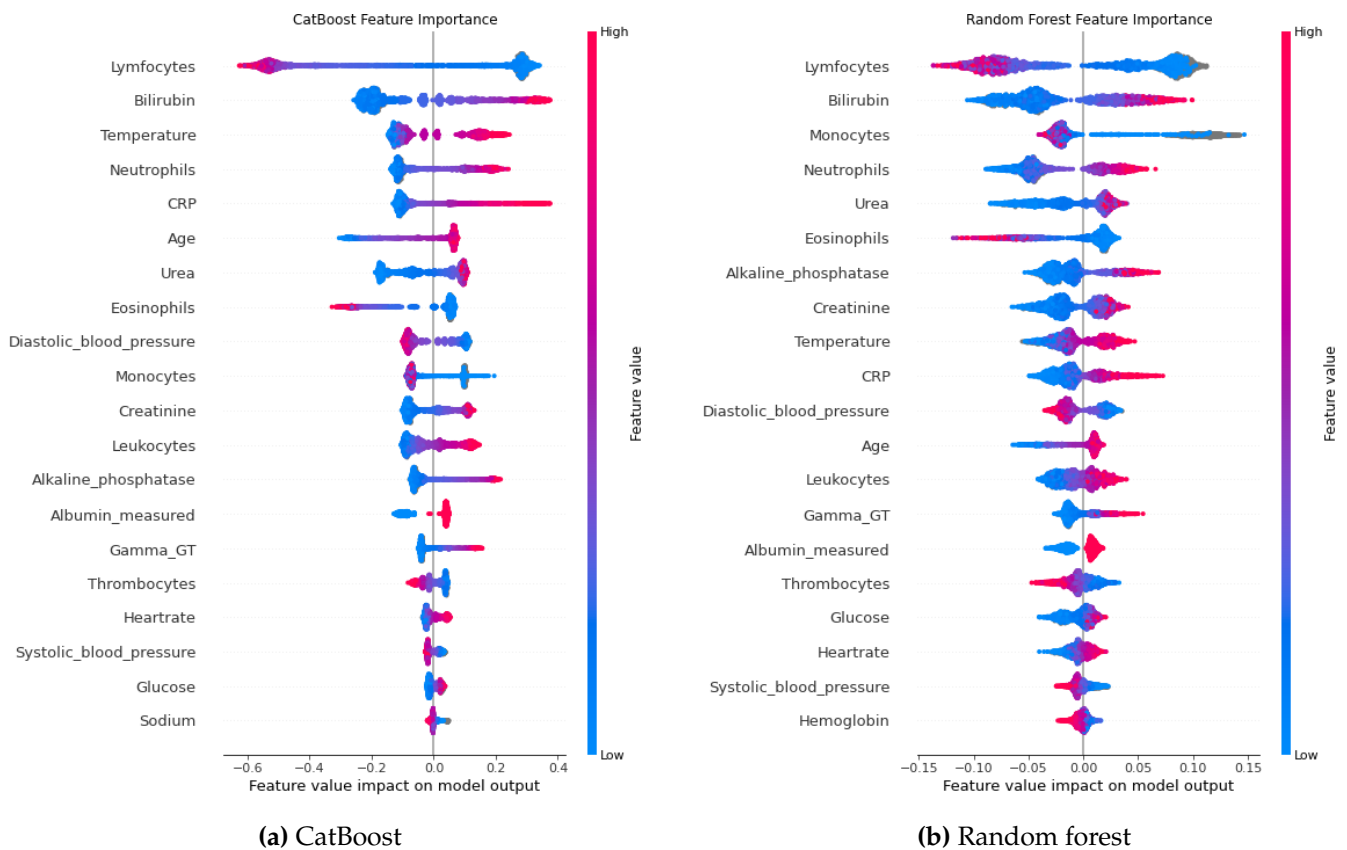 CatBoost Feature Importance
High
Lymfocytes
Bilirubin
Temperature
Neutrophils
CRP
Age
Urea
Eosinophils
Diastolic_blood_pressure
Monocytes
Creatinine
Leukocytes
Alkaline_phosphatase
Albumin_measured
Gamma_GT
Thrombocytes
Heartrate
Systolic_blood_pressure
Glucose
Sodium
Feature value
Low
−0.6 −0.4 −0.2 0.0 0.2 0.4
Feature value impact on model output
(a) CatBoost
Random Forest Feature Importance
High
Lymfocytes
Bilirubin
Monocytes
Neutrophils
Urea
Eosinophils
Alkaline_phosphatase
Creatinine
Temperature
CRP
Diastolic_blood_pressure
Age
Leukocytes
Gamma_GT
Albumin_measured
Thrombocytes
Glucose
Heartrate
Systolic_blood_pressure
Hemoglobin
Feature value
Low
−0.15 −0.10 −0.05 0.00 0.05 0.10 0.15
Feature value impact on model output
(b) Random forest